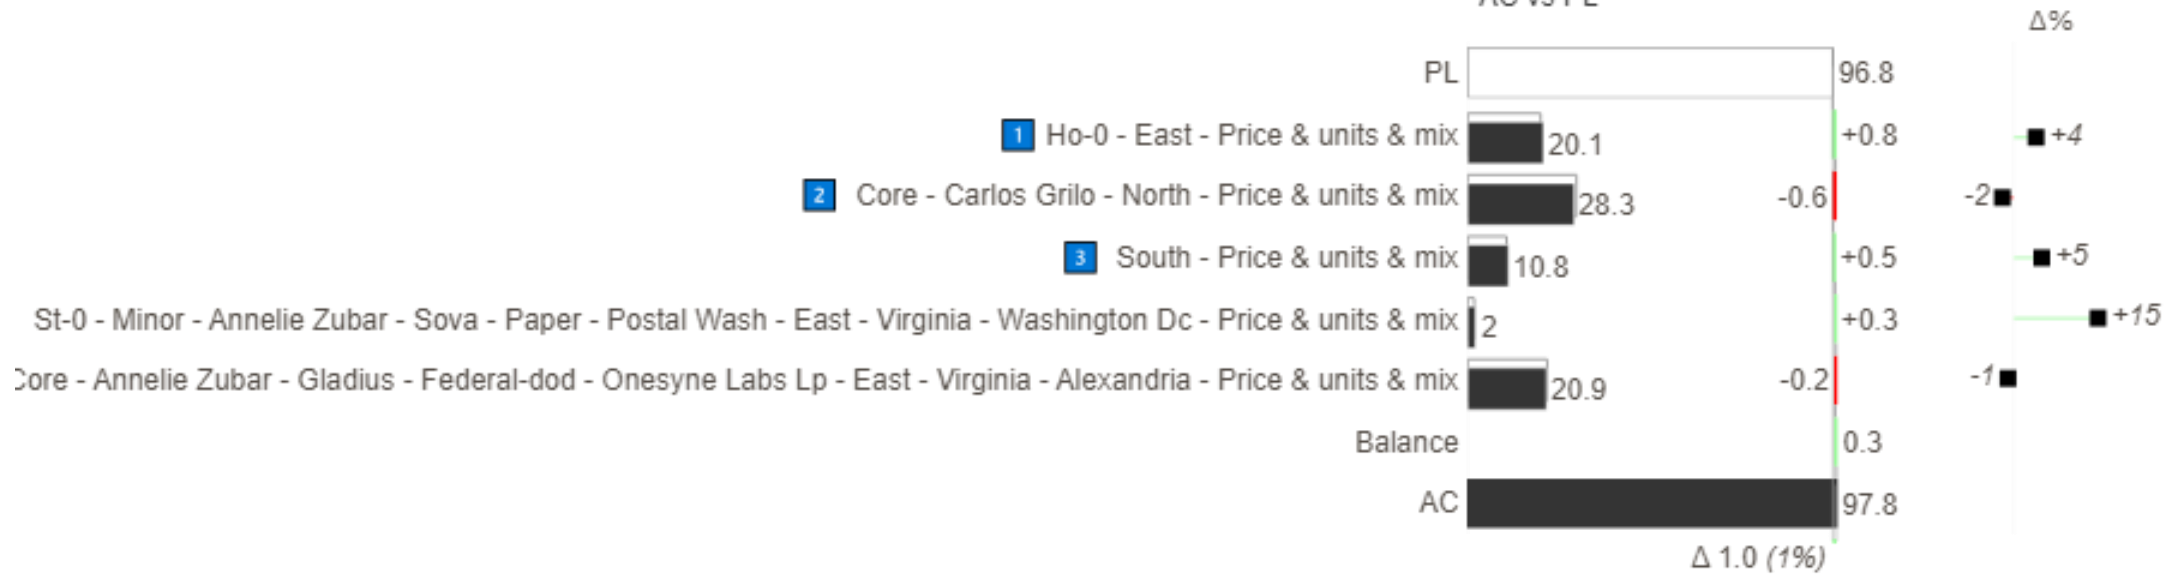 AC vs PL
Δ%
PL 96.8
1 Ho-0 - East - Price & units & mix 20.1 +0.8 +4
2 Core - Carlos Grilo - North - Price & units & mix 28.3 -0.6 -2
3 South - Price & units & mix 10.8 +0.5 +5
St-0 - Minor - Annelie Zubar - Sova - Paper - Postal Wash - East - Virginia - Washington Dc - Price & units & mix 2 +0.3 +15
Core - Annelie Zubar - Gladius - Federal-dod - Onesyne Labs Lp - East - Virginia - Alexandria - Price & units & mix 20.9 -0.2 -1
Balance 0.3
AC 97.8
Δ 1.0 (1%)